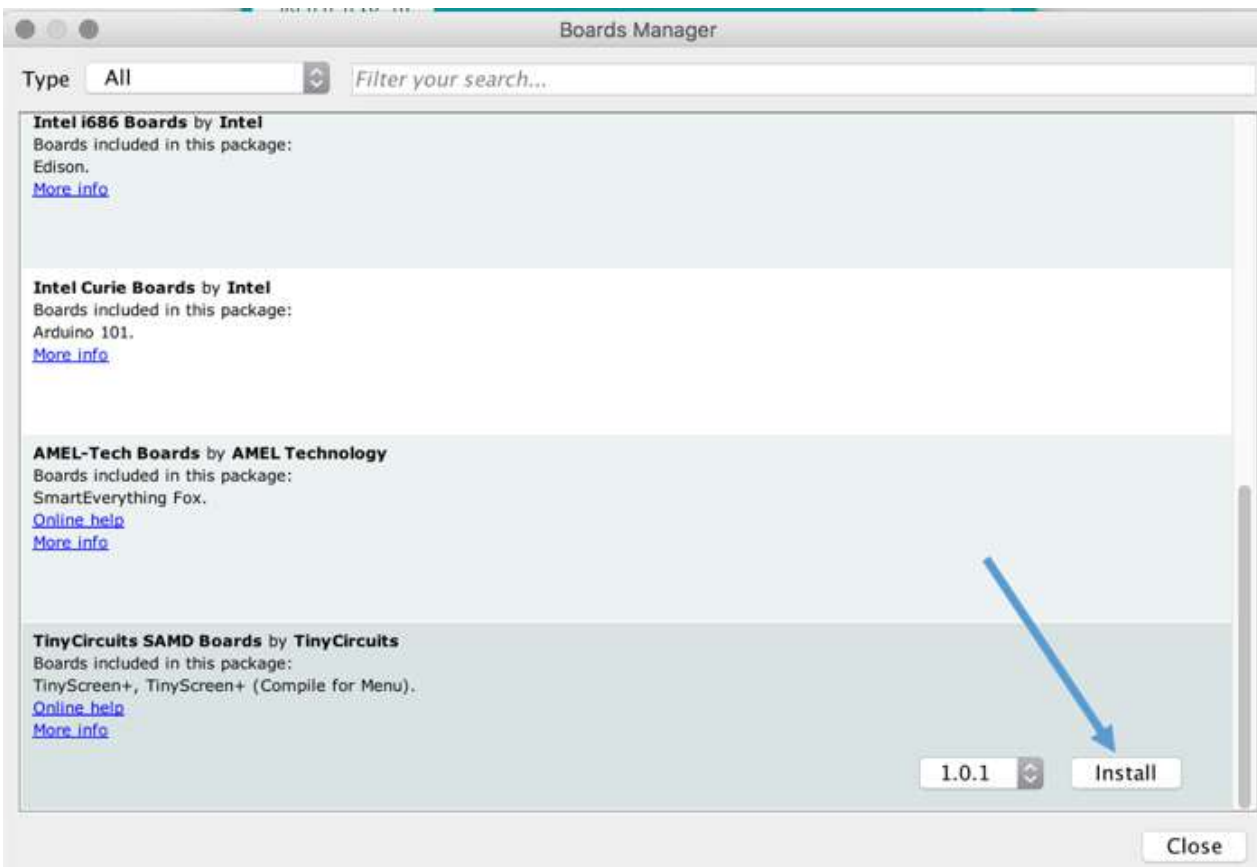 Boards Manager
Type All Filter your search...
Intel i686 Boards by Intel
Boards included in this package:
Edison.
More info
Intel Curie Boards by Intel
Boards included in this package:
Arduino 101.
More info
AMEL-Tech Boards by AMEL Technology
Boards included in this package:
SmartEverything Fox.
Online help
More info
TinyCircuits SAMD Boards by TinyCircuits
Boards included in this package:
TinyScreen+, TinyScreen+ (Compile for Menu).
Online help
More info
1.0.1 Install
Close